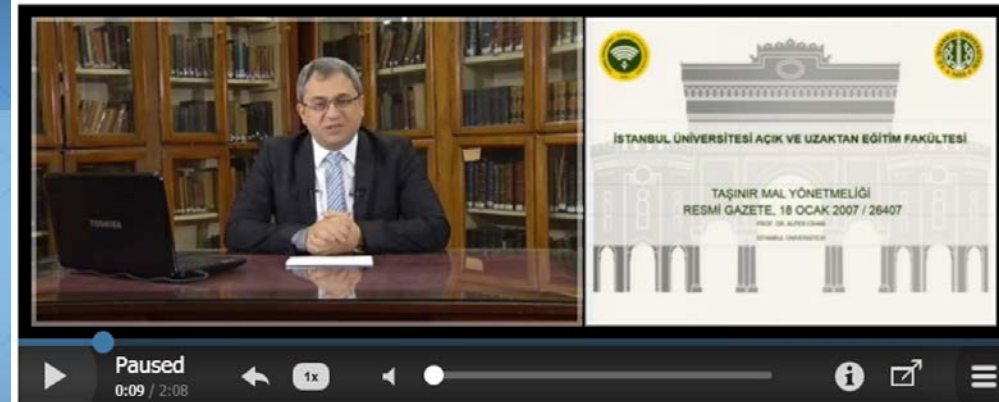 TOSHIBA
İSTANBUL ÜNİVERSİTESİ AÇIK VE UZAKTAN EĞİTİM FAKÜLTESİ
TAŞINIR MAL YÖNETMELİĞİ
RESMİ GAZETE, 18 OCAK 2007 / 26407
İSTANBUL ÜNİVERSİTESİ
Paused
0:09 / 2:08
1x